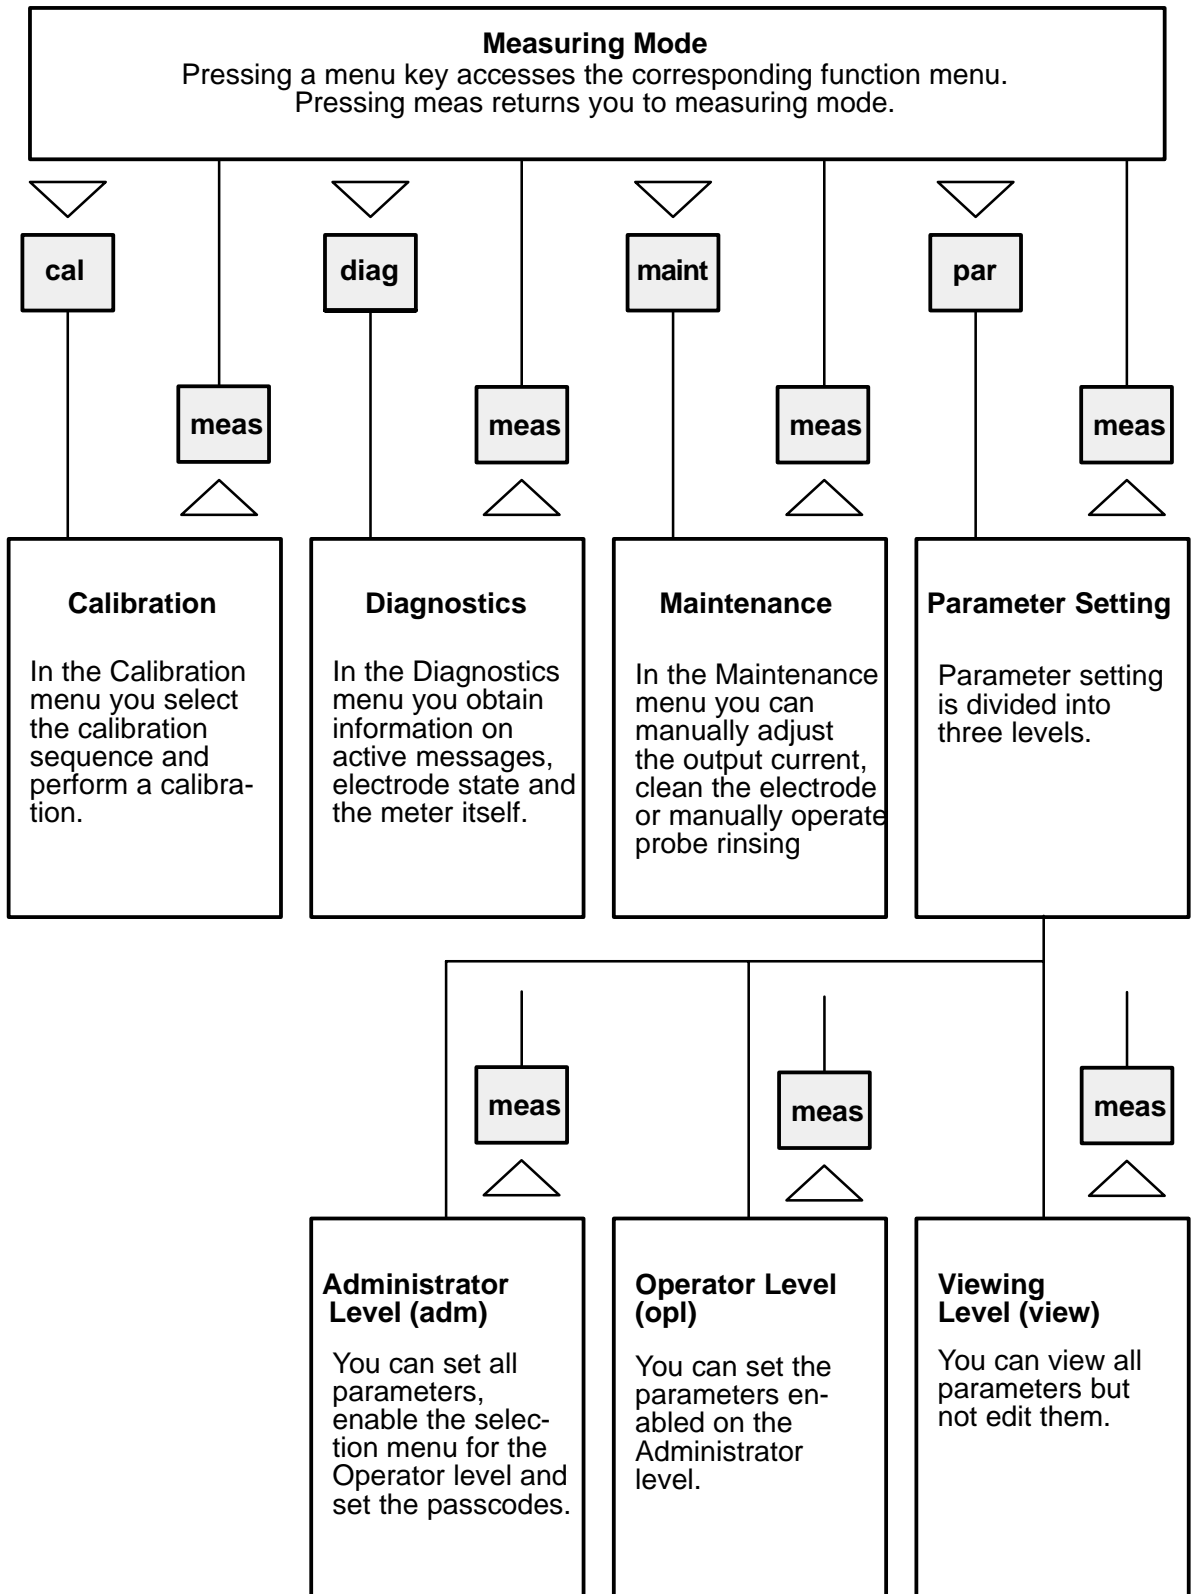 Measuring Mode
Pressing a menu key accesses the corresponding function menu.
Pressing meas returns you to measuring mode.
cal
diag
maint
par
meas
meas
meas
meas
Calibration
In the Calibration
menu you select
the calibration
sequence and
perform a calibra-
tion.
Diagnostics
In the Diagnostics
menu you obtain
information on
active messages,
electrode state and
the meter itself.
Maintenance
In the Maintenance
menu you can
manually adjust
the output current,
clean the electrode
or manually operate
probe rinsing
Parameter Setting
Parameter setting
is divided into
three levels.
meas
meas
meas
Administrator
Level (adm)
You can set all
parameters,
enable the selec-
tion menu for the
Operator level and
set the passcodes.
Operator Level
(opl)
You can set the
parameters en-
abled on the
Administrator
level.
Viewing
Level (view)
You can view all
parameters but
not edit them.